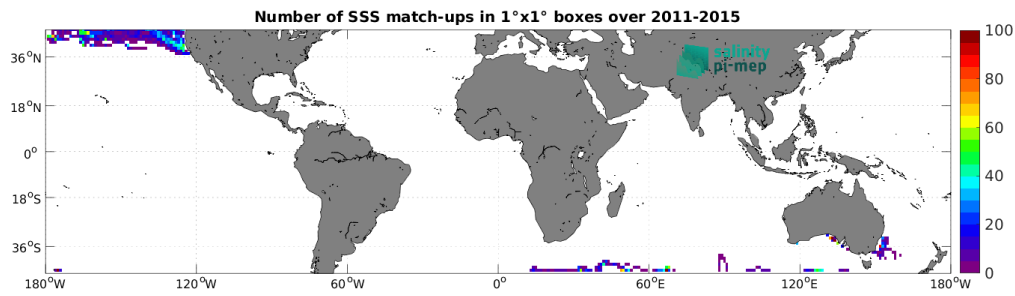 Number of SSS match-ups in 1°x1° boxes over 2011-2015
salinity
pi-mep
36°N
18°N
0°
18°S
36°S
180°W 120°W 60°W 0° 60°E 120°E 180°W
100
80
60
40
20
0